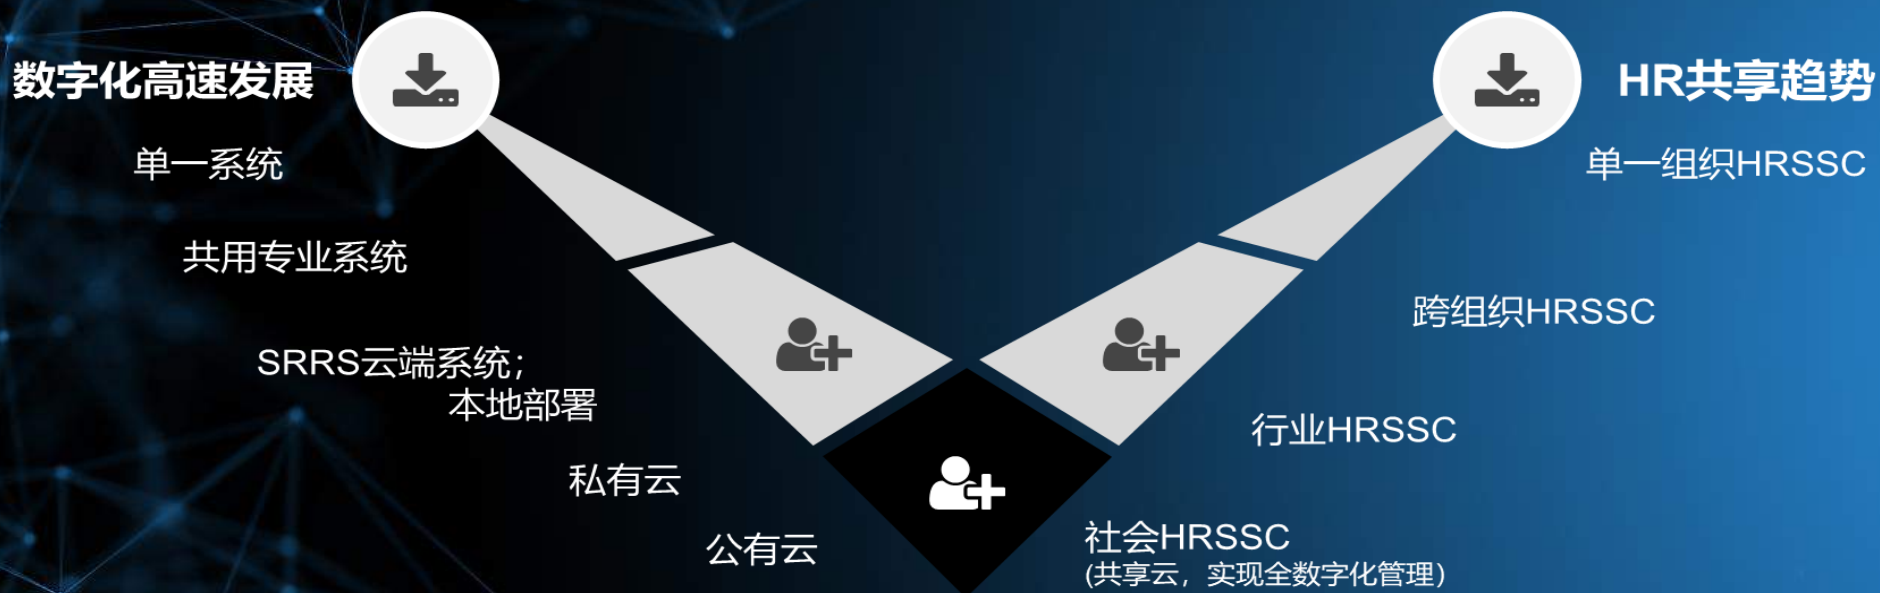 数字化高速发展
单一系统
共用专业系统
SRRS云端系统；
本地部署
私有云
公有云
HR共享趋势
单一组织HRSSC
跨组织HRSSC
行业HRSSC
社会HRSSC
(共享云，实现全数字化管理)